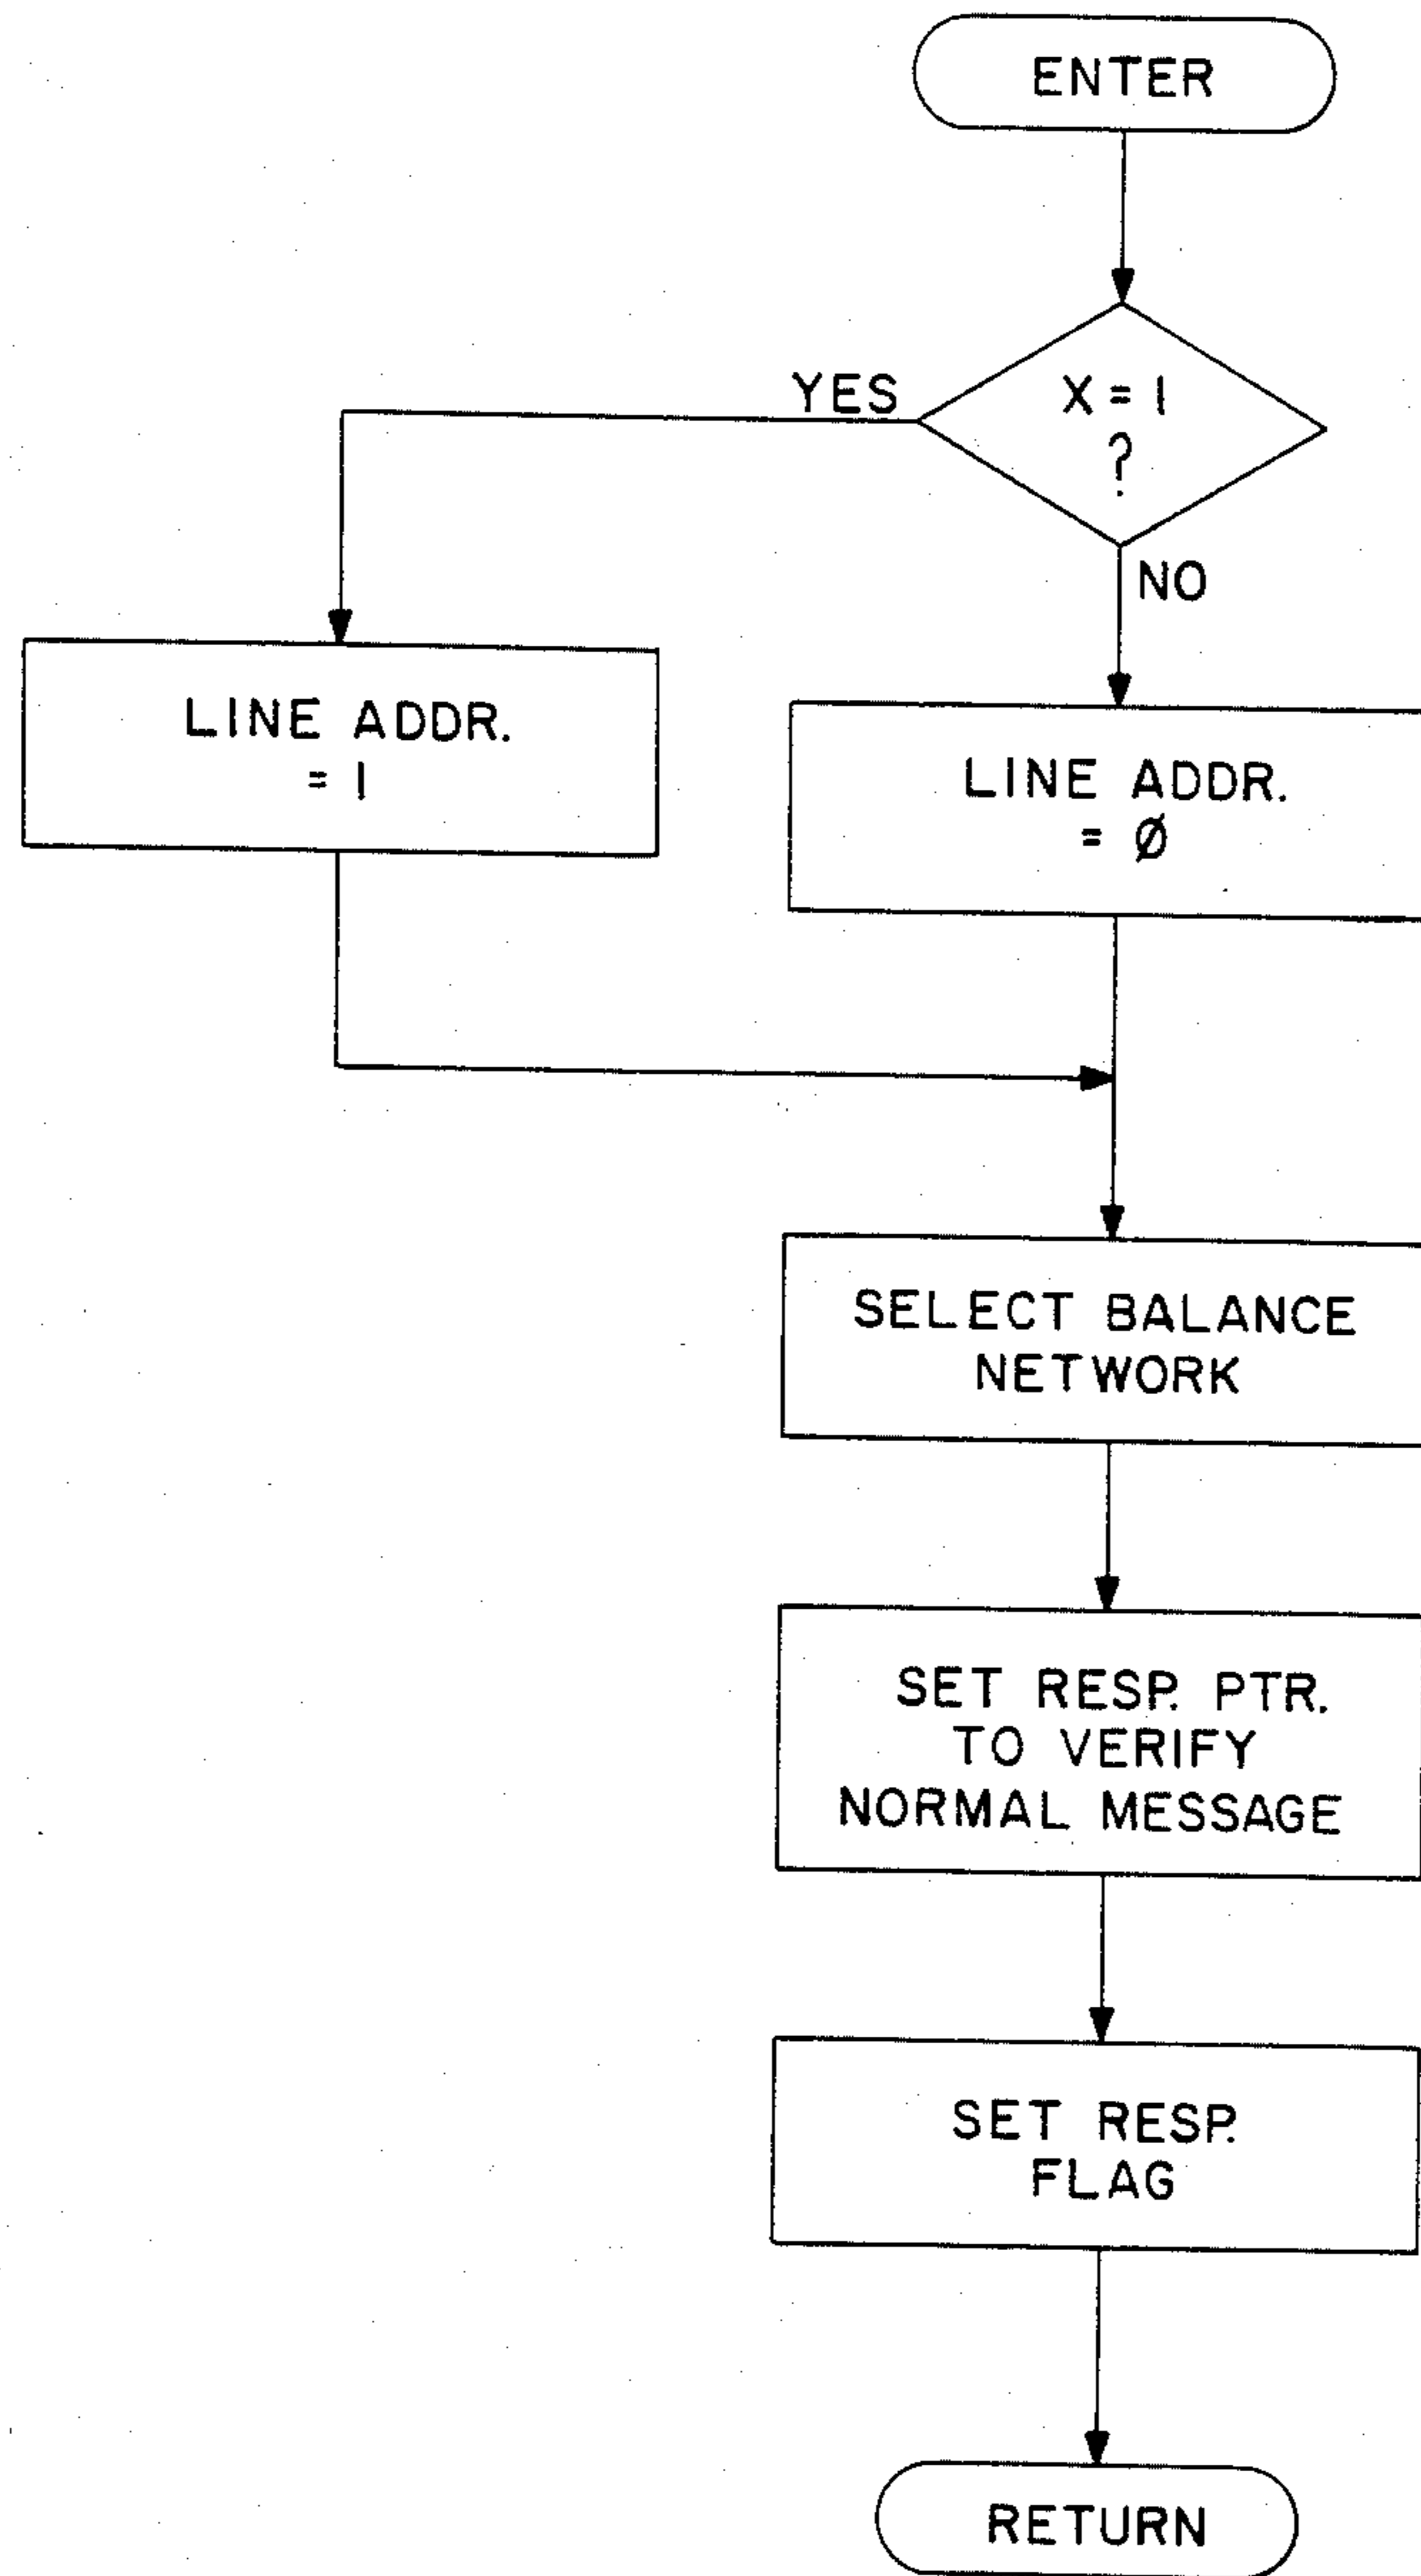 ENTER
X = 1
?
YES
NO
LINE ADDR.
= 1
LINE ADDR.
= Ø
SELECT BALANCE
NETWORK
SET RESP. PTR.
TO VERIFY
NORMAL MESSAGE
SET RESP.
FLAG
RETURN